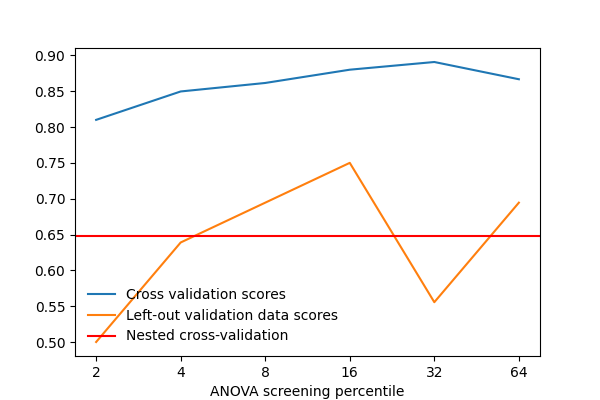 0.90
0.85
0.80
0.75
0.70
0.65
0.60
0.55
0.50
Cross validation scores
Left-out validation data scores
Nested cross-validation
2 4 8 16 32 64
ANOVA screening percentile